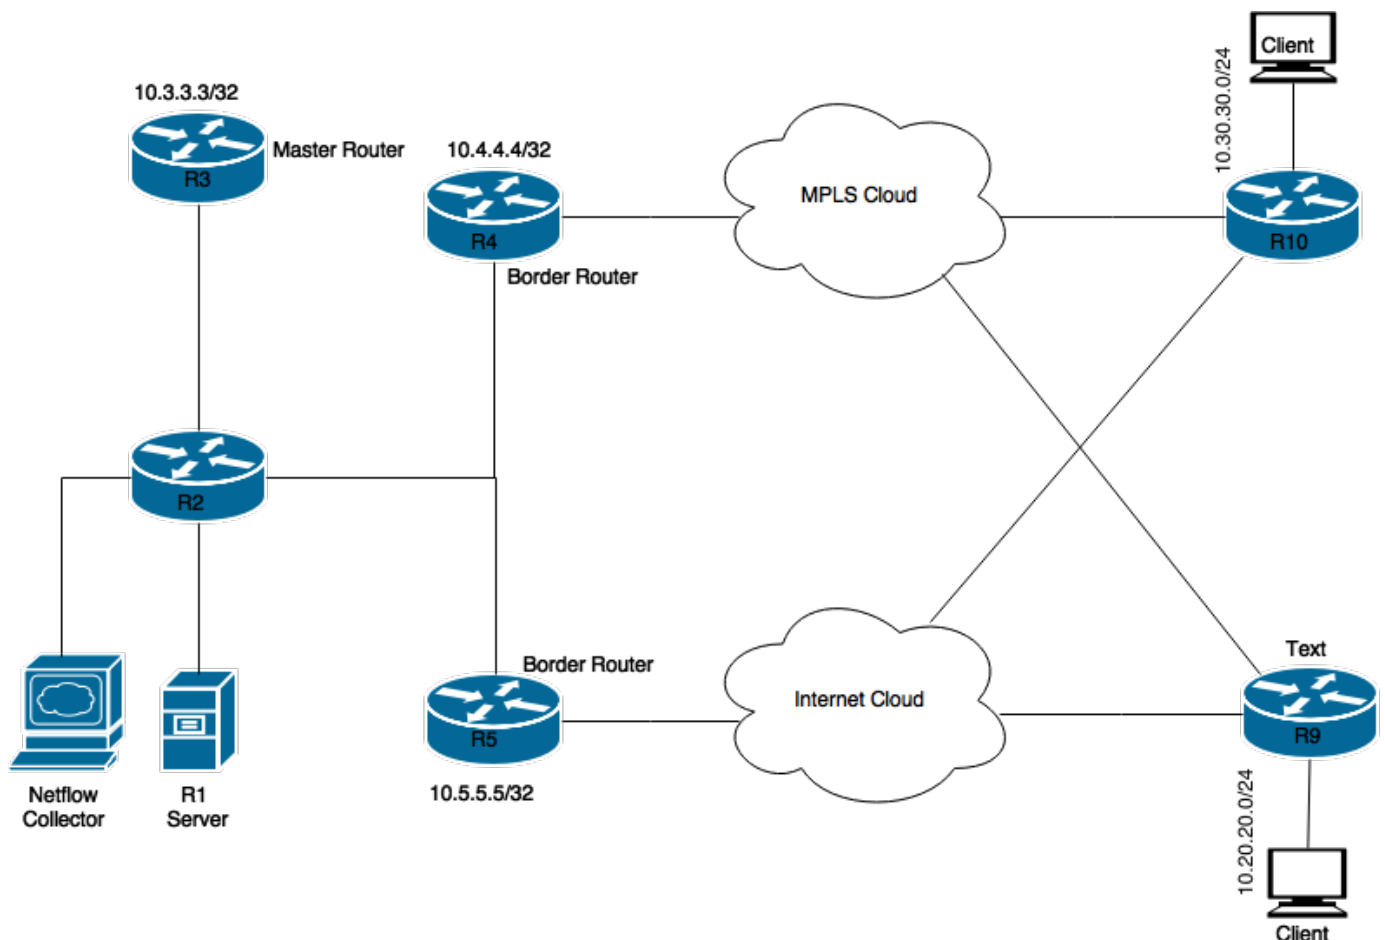 Client
10.30.30.0/24
10.3.3.3/32
Master Router
R3
10.4.4.4/32
R4
Border Router
MPLS Cloud
R10
R2
Border Router
R5
10.5.5.5/32
Internet Cloud
Text
R9
10.20.20.0/24
Netflow
Collector
R1
Server
Client